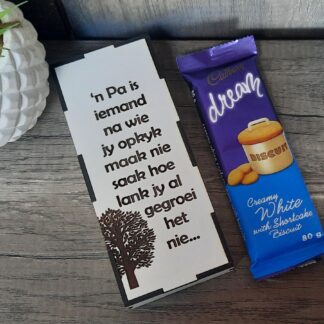 'n Pa is
iemand
na wie
jy opkyk
maak nie
saak hoe
lank jy al
gegroei
het
nie...
Cadbury
dream
BISCUIT
Creamy
White
with Shortcake
Biscuit
80 g